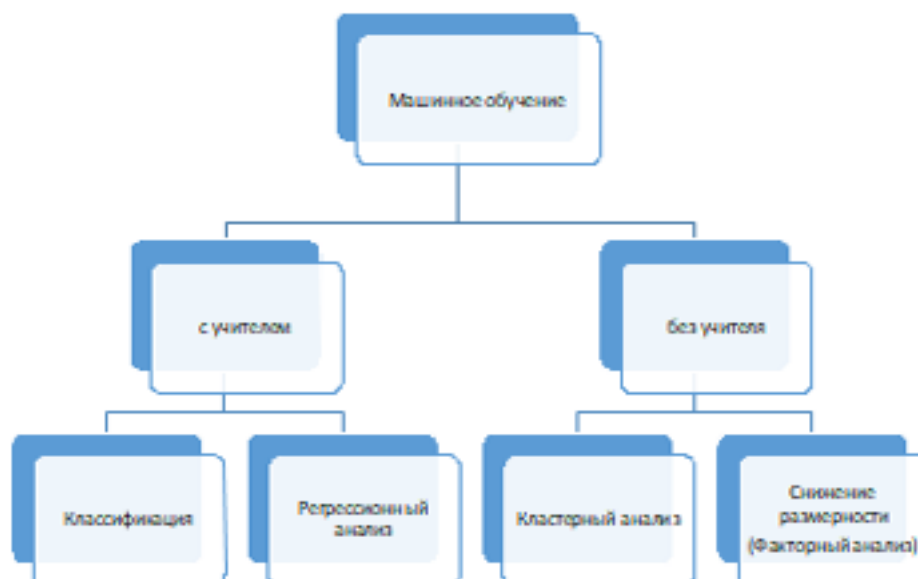 Машинное обучение
с учителем
без учителя
Классификация
Регрессионный
анализ
Кластерный анализ
Снижение
размерности
(Факторный анализ)